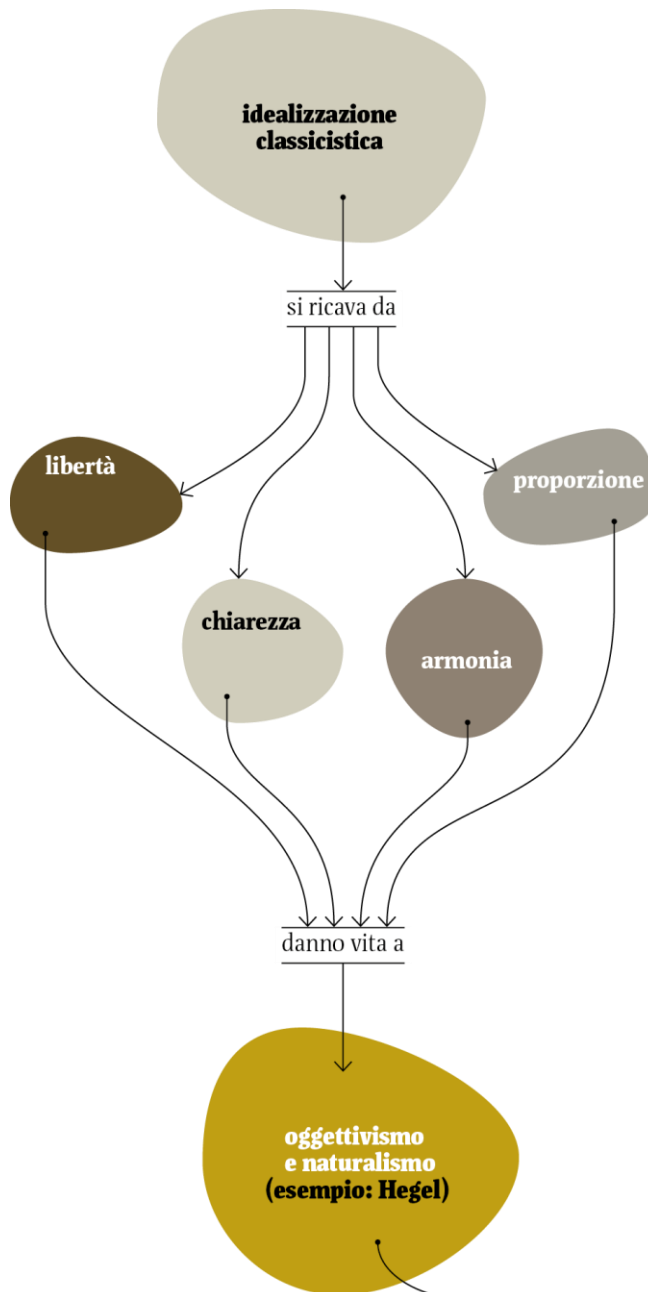 idealizzazione
classicistica
si ricava da
libertà
proporzione
chiarezza
armonia
danno vita a
oggettivismo
e naturalismo
(esempio: Hegel)